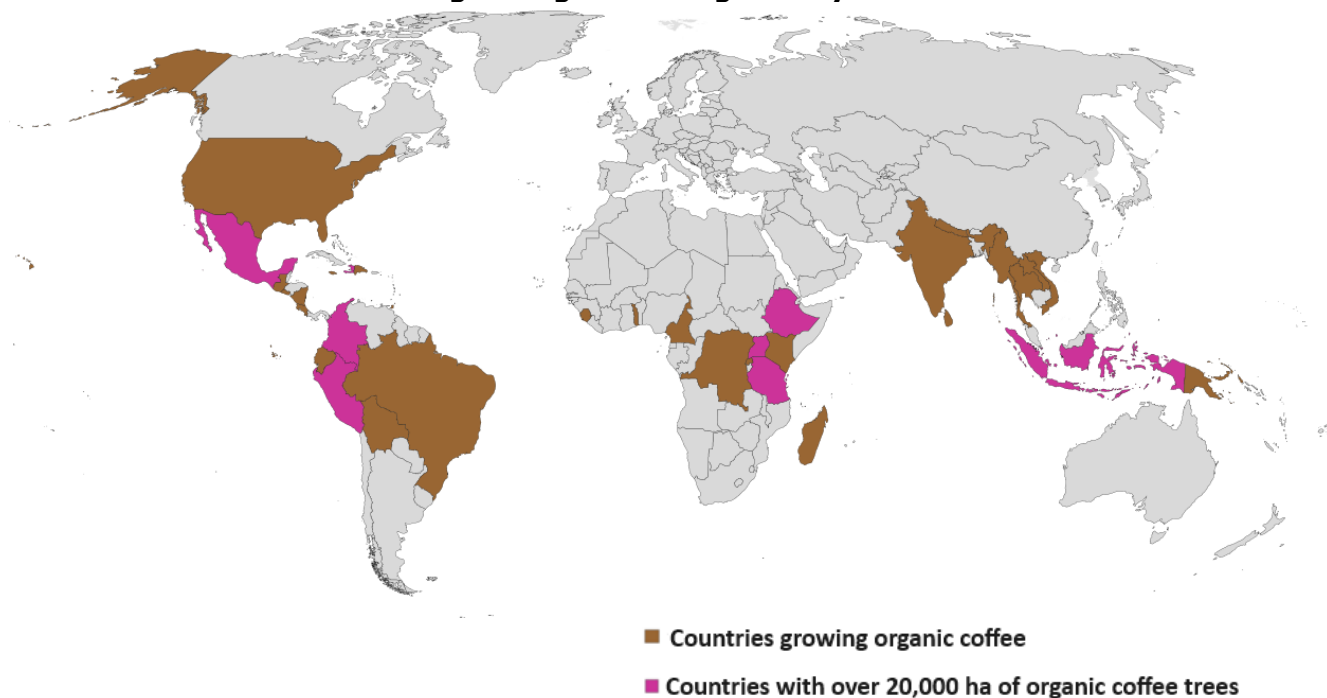 Countries growing organic coffee
Countries with over 20,000 ha of organic coffee trees